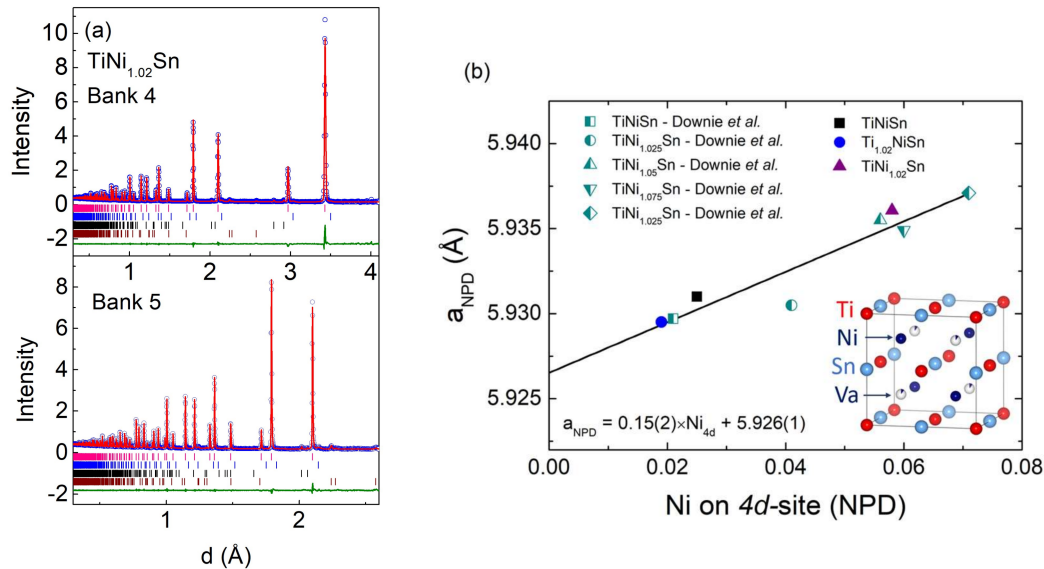 (a)
TiNi1.02Sn
Bank 4
Intensity
10
8
6
4
2
0
-2
1 2 3 4
Bank 5
Intensity
8
6
4
2
0
-2
1 2
d (Å)
(b)
TiNiSn - Downie et al.
TiNi1.025Sn - Downie et al.
TiNi1.05Sn - Downie et al.
TiNi1.075Sn - Downie et al.
TiNi1.025Sn - Downie et al.
TiNiSn
Ti1.02NiSn
TiNi1.02Sn
aNPD (Å)
5.940
5.935
5.930
5.925
Ti
Ni
Sn
Va
aNPD = 0.15(2)×Ni4d + 5.926(1)
0.00 0.02 0.04 0.06 0.08
Ni on 4d-site (NPD)